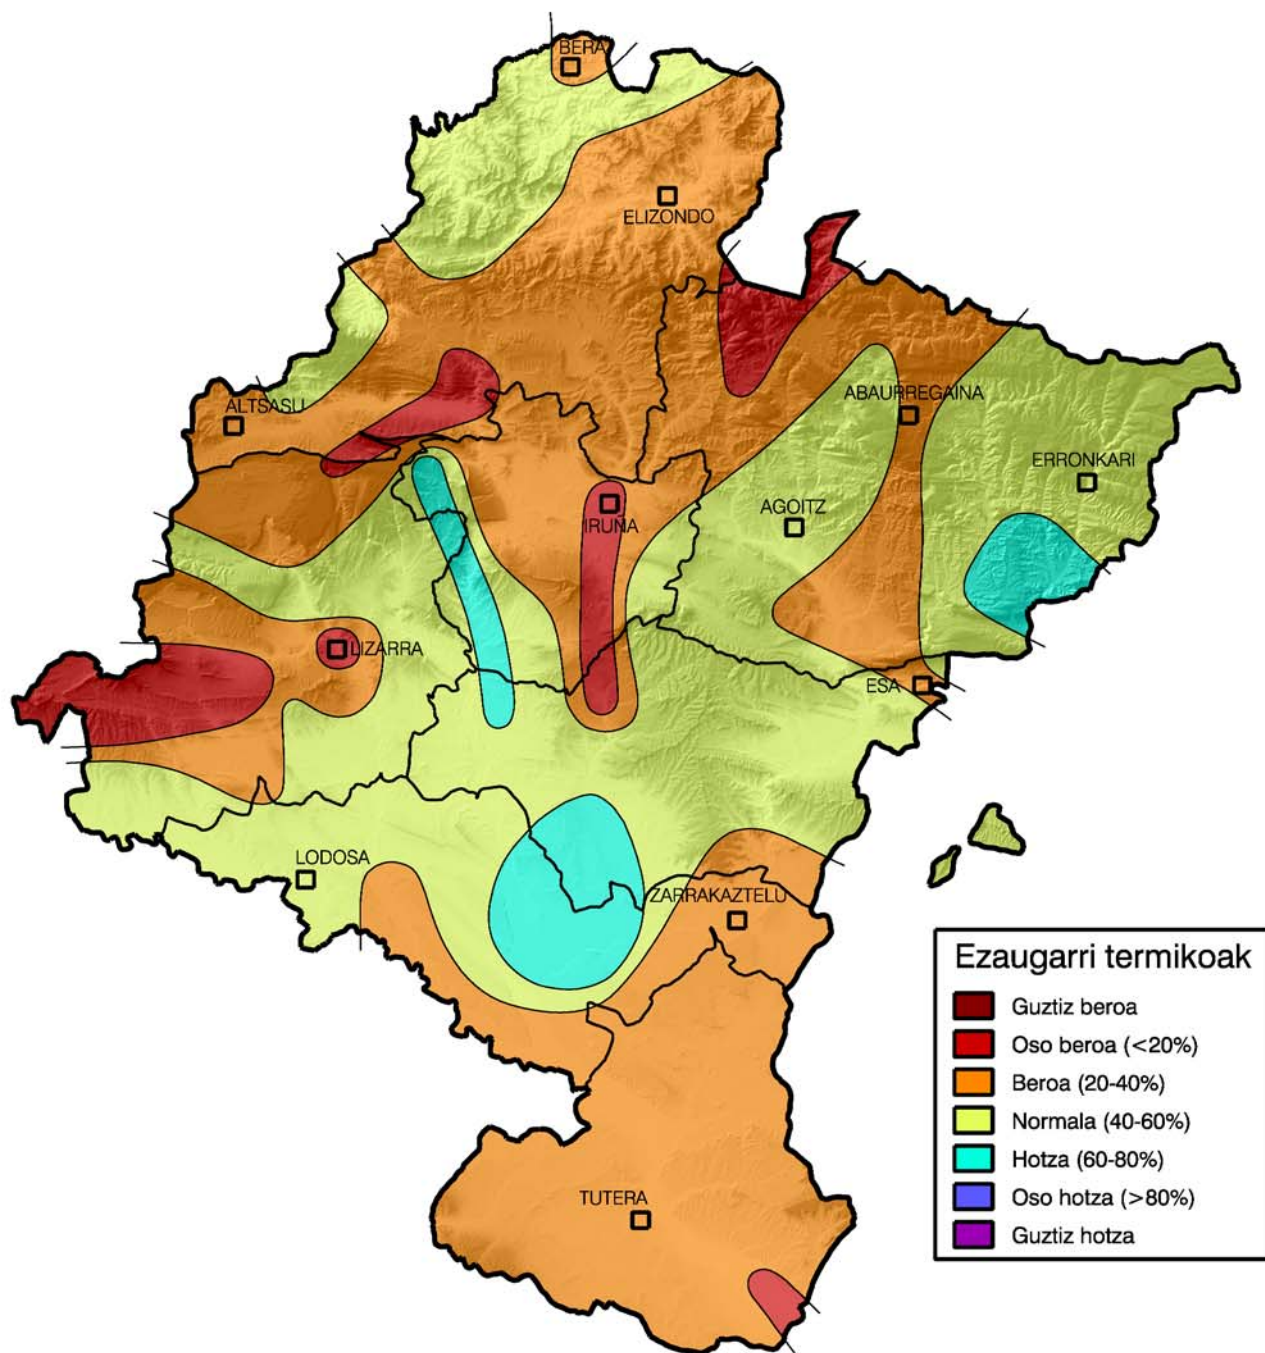 BERA
ELIZONDO
ALTSASU
ABAURREGAINA
ERRONKARI
IRUÑA
AGOITZ
LIZARRA
ESA
LODOSA
ZARRAKAZTELU
TUTERA
Ezaugarri termikoak
Guztiz beroa
Oso beroa (<20%)
Beroa (20-40%)
Normala (40-60%)
Hotza (60-80%)
Oso hotza (>80%)
Guztiz hotza